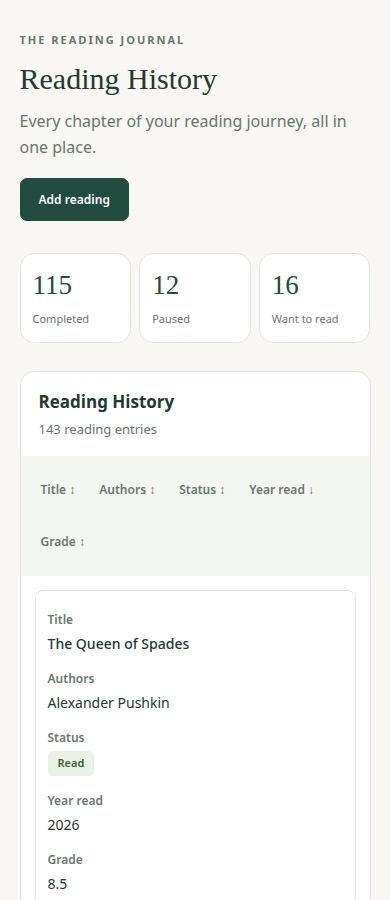 THE READING JOURNAL
Reading History
Every chapter of your reading journey, all in
one place.
Add reading
115
12
16
Completed
Paused
Want to read
Reading History
143 reading entries
Title ↕ Authors ↕ Status ↕ Year read ↓
Grade ↕
Title
The Queen of Spades
Authors
Alexander Pushkin
Status
Read
Year read
2026
Grade
8.5